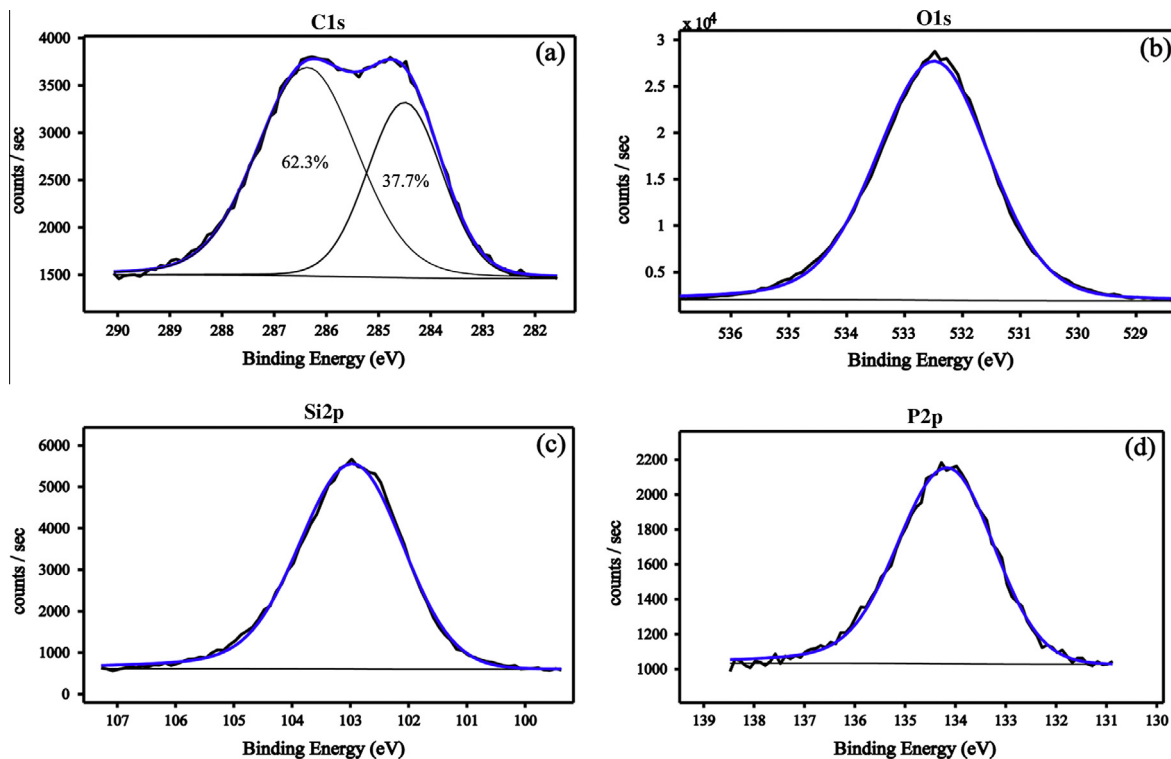 C1s
(a)
4000
3500
3000
2500
2000
1500
62.3%
37.7%
290 289 288 287 286 285 284 283 282
Binding Energy (eV)
counts / sec
O1s
x 10⁴
(b)
3
2.5
2
1.5
1
0.5
536 535 534 533 532 531 530 529
Binding Energy (eV)
counts / sec
Si2p
(c)
6000
5000
4000
3000
2000
1000
0
107 106 105 104 103 102 101 100
Binding Energy (eV)
counts / sec
P2p
(d)
2200
2000
1800
1600
1400
1200
1000
139 138 137 136 135 134 133 132 131 130
Binding Energy (eV)
counts / sec